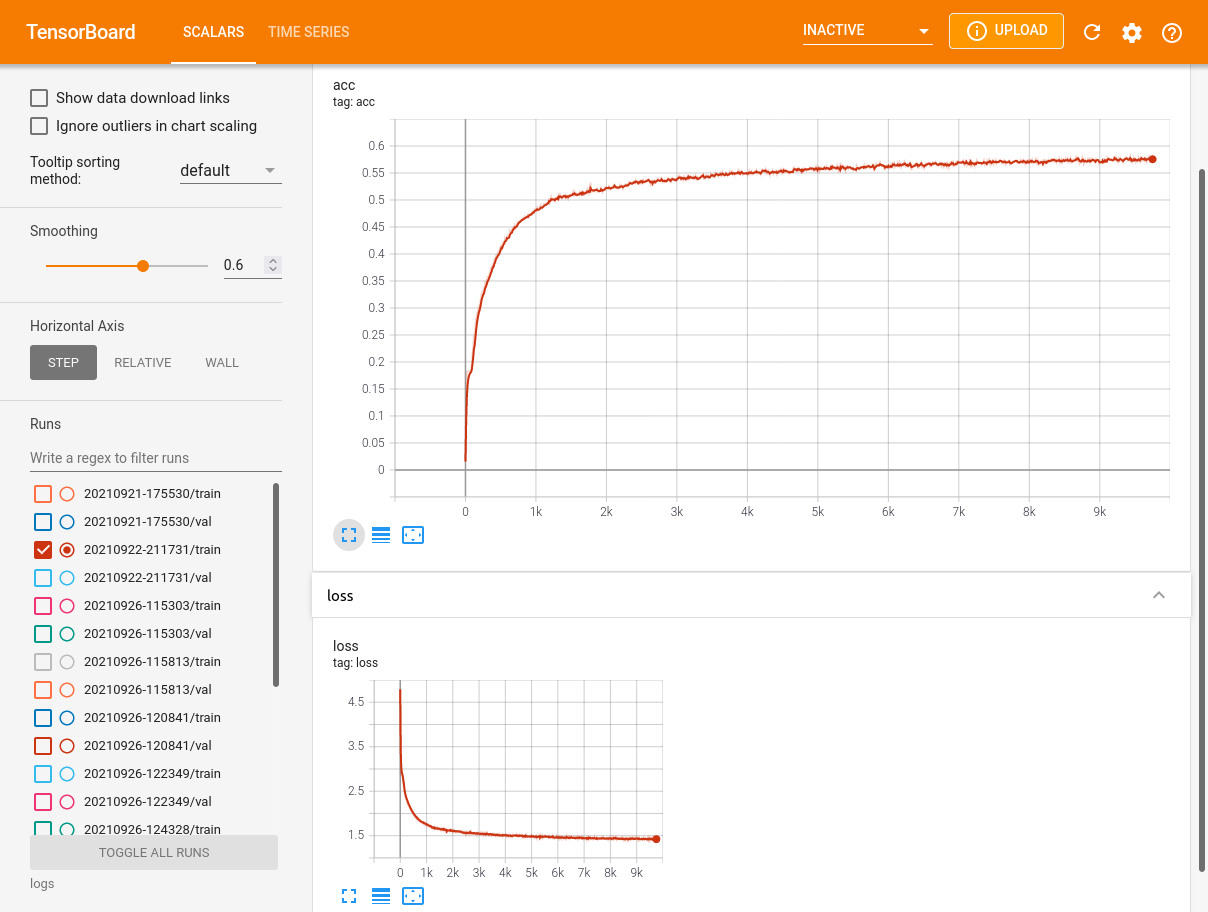 TensorBoard
SCALARS
TIME SERIES
INACTIVE
UPLOAD
Show data download links
Ignore outliers in chart scaling
Tooltip sorting
method:
default
Smoothing
0.6
Horizontal Axis
STEP
RELATIVE
WALL
Runs
Write a regex to filter runs
20210921-175530/train
20210921-175530/val
20210922-211731/train
20210922-211731/val
20210926-115303/train
20210926-115303/val
20210926-115813/train
20210926-115813/val
20210926-120841/train
20210926-120841/val
20210926-122349/train
20210926-122349/val
20210926-124328/train
TOGGLE ALL RUNS
logs
acc
tag: acc
0.6
0.55
0.5
0.45
0.4
0.35
0.3
0.25
0.2
0.15
0.1
0.05
0
0 1k 2k 3k 4k 5k 6k 7k 8k 9k
loss
loss
tag: loss
4.5
3.5
2.5
1.5
0 1k 2k 3k 4k 5k 6k 7k 8k 9k